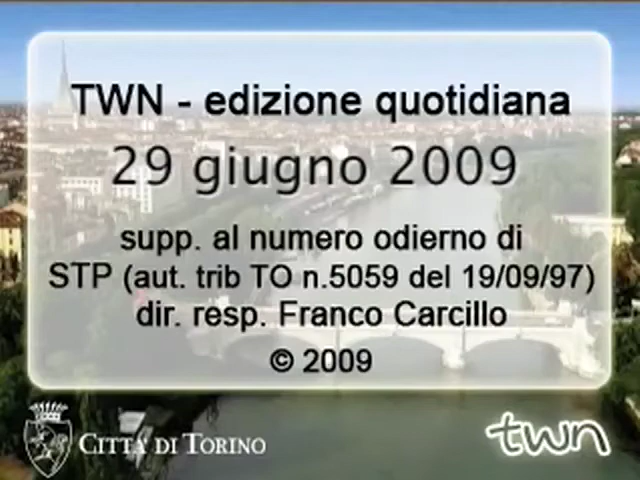 TWN - edizione quotidiana
29 giugno 2009
supp. al numero odierno di
STP (aut. trib TO n.5059 del 19/09/97)
dir. resp. Franco Carcillo
© 2009
CITTA' DI TORINO
twn